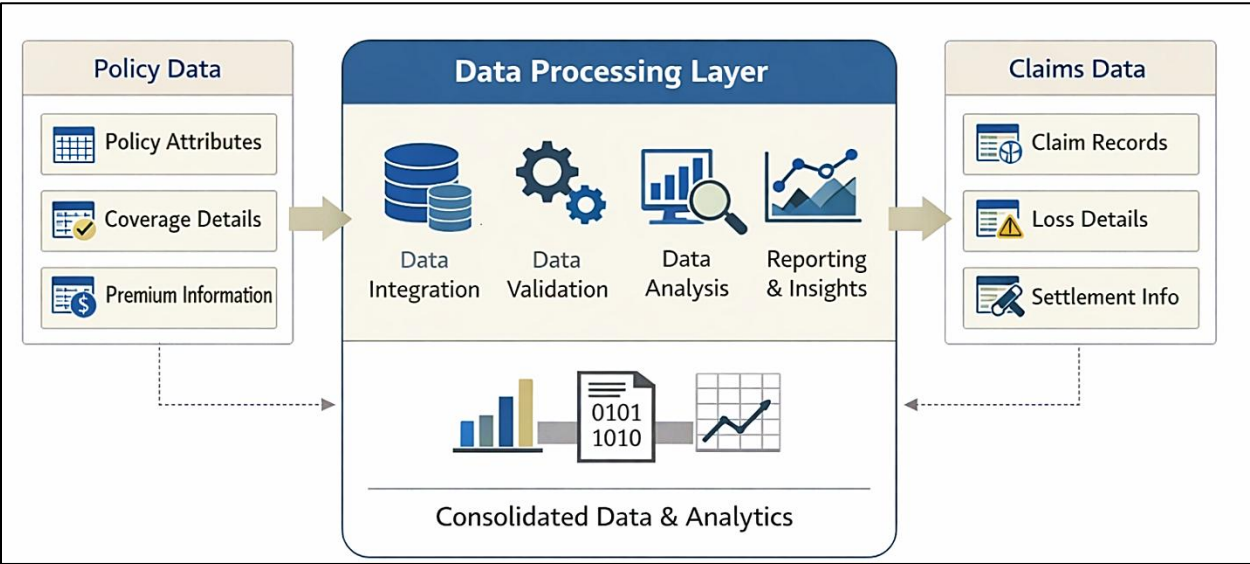 Policy Data
Policy Attributes
Coverage Details
$
Premium Information
Data Processing Layer
Data
Integration
Data
Validation
Data
Analysis
Reporting
& Insights
0101
1010
Consolidated Data & Analytics
Claims Data
Claim Records
Loss Details
Settlement Info